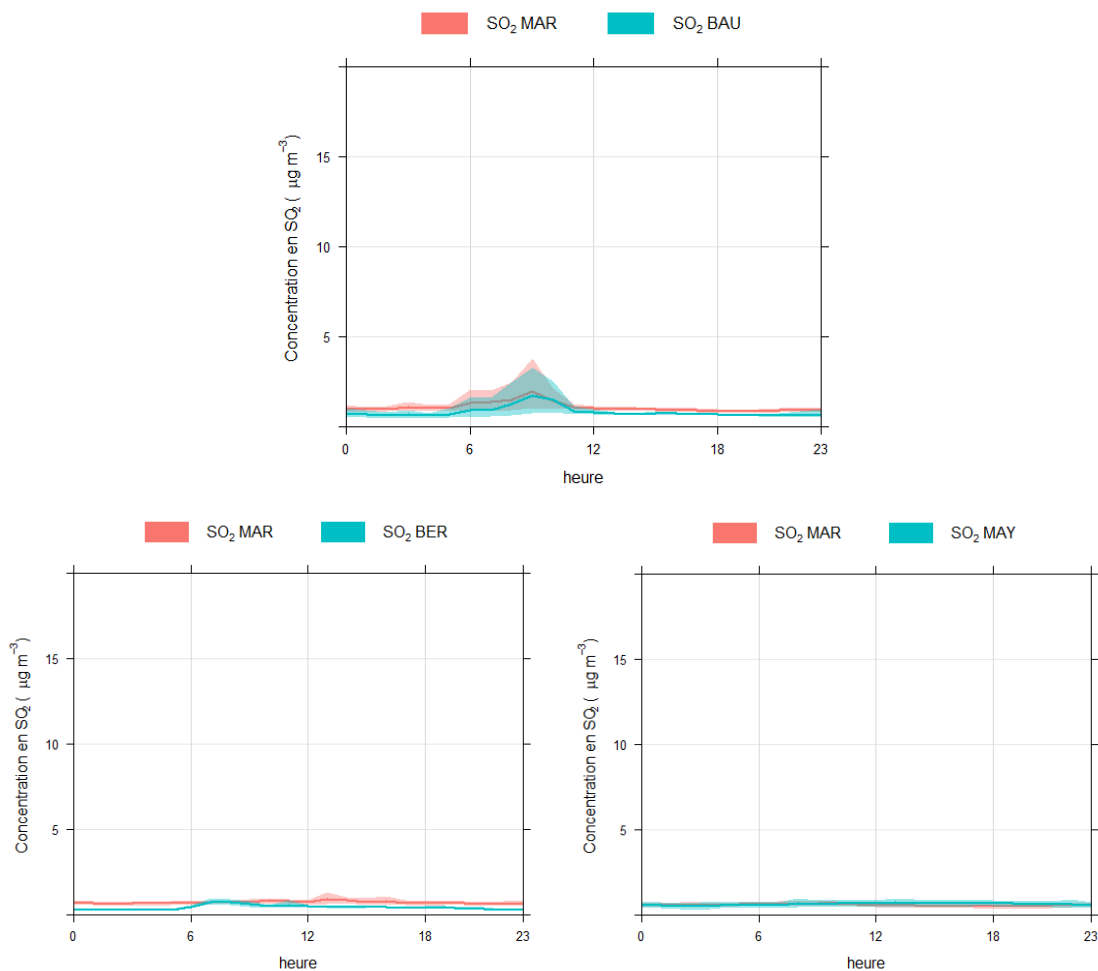 SO₂ MAR SO₂ BAU
Concentration en SO₂ ( µg m⁻³)
15
10
5
0 6 12 18 23
heure
SO₂ MAR SO₂ BER
Concentration en SO₂ ( µg m⁻³)
15
10
5
0 6 12 18 23
heure
SO₂ MAR SO₂ MAY
Concentration en SO₂ ( µg m⁻³)
15
10
5
0 6 12 18 23
heure